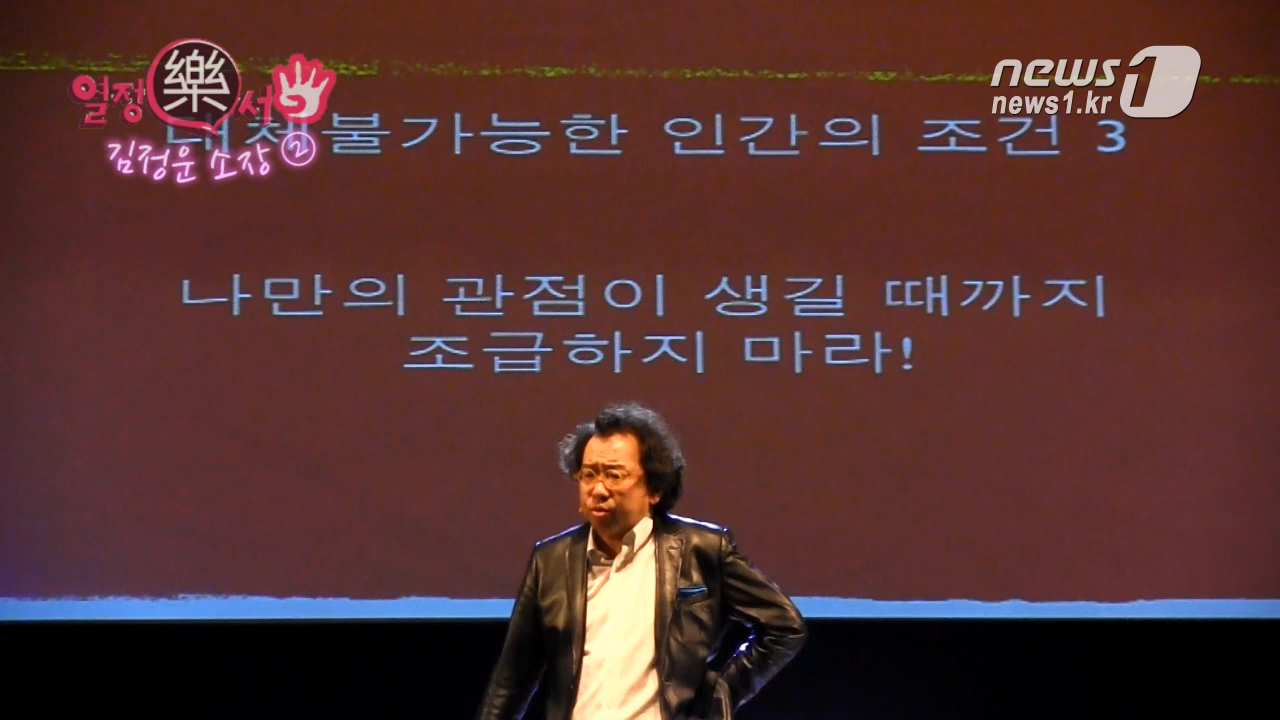 열정樂서
김정운 소장 ②
news1
news1.kr
대체불가능한 인간의 조건 3
나만의 관점이 생길 때까지
조급하지 마라!